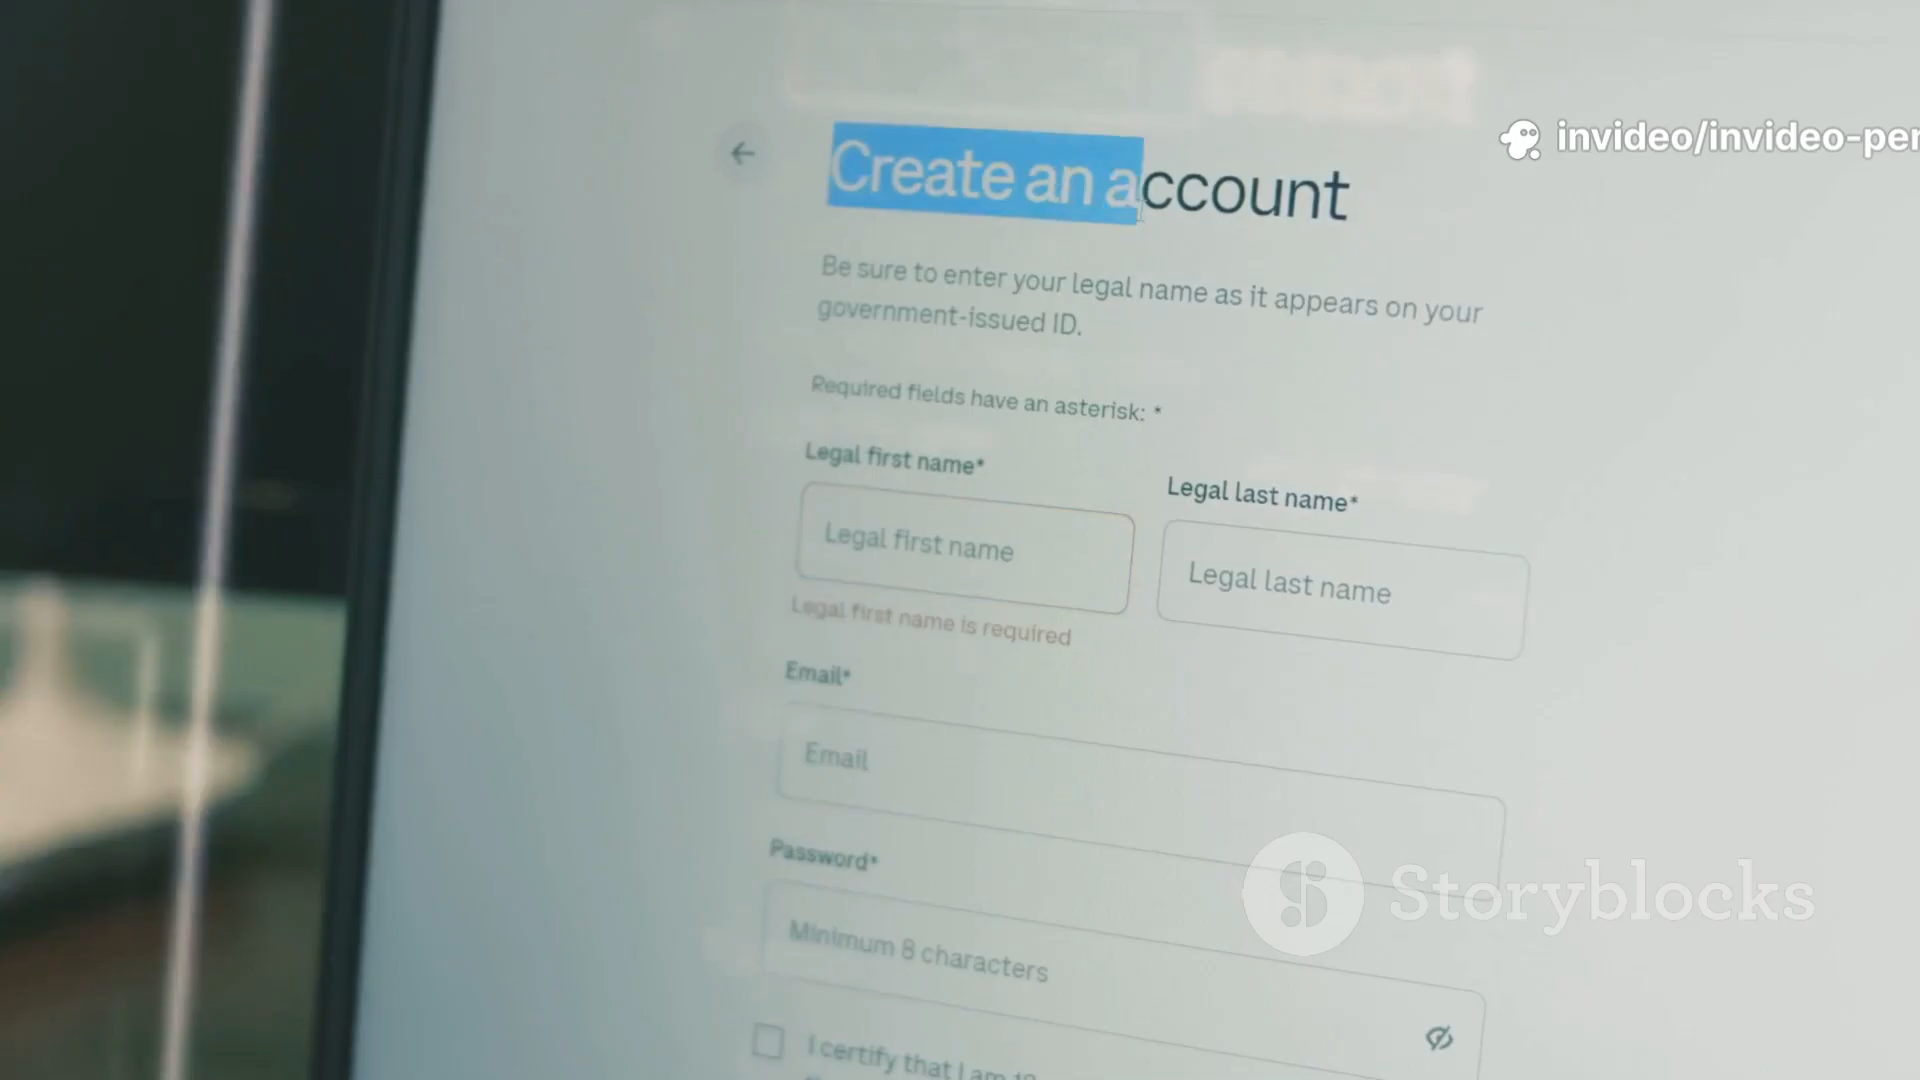 invideo/invideo-per
Create an account
Be sure to enter your legal name as it appears on your
government-issued ID.
Required fields have an asterisk: *
Legal first name*
Legal last name*
Legal first name
Legal last name
Legal first name is required
Email*
Email
Password*
Storyblocks
Minimum 8 characters
I certify that I am